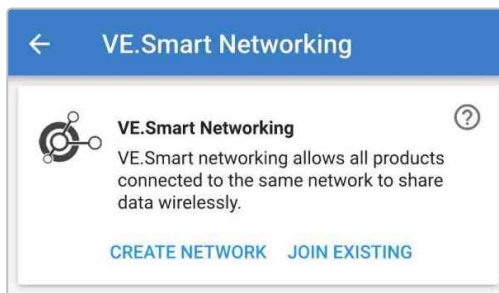 VE.Smart Networking
VE.Smart Networking
VE.Smart networking allows all products
connected to the same network to share
data wirelessly.
CREATE NETWORK JOIN EXISTING